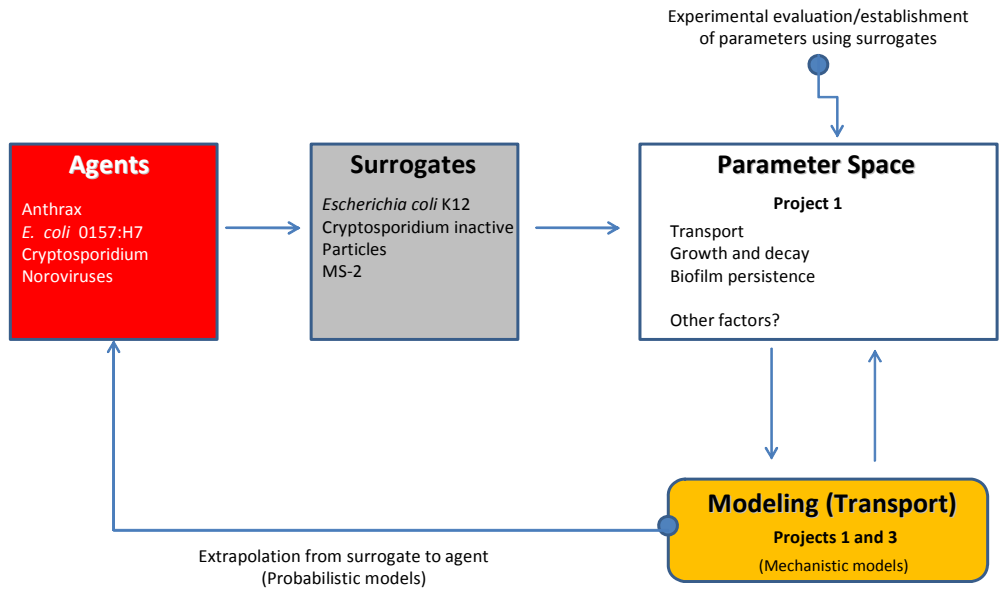 Experimental evaluation/establishment
of parameters using surrogates
Agents
Anthrax
E. coli 0157:H7
Cryptosporidium
Noroviruses
Surrogates
Escherichia coli K12
Cryptosporidium inactive
Particles
MS-2
Parameter Space
Project 1
Transport
Growth and decay
Biofilm persistence
Other factors?
Modeling (Transport)
Projects 1 and 3
(Mechanistic models)
Extrapolation from surrogate to agent
(Probabilistic models)